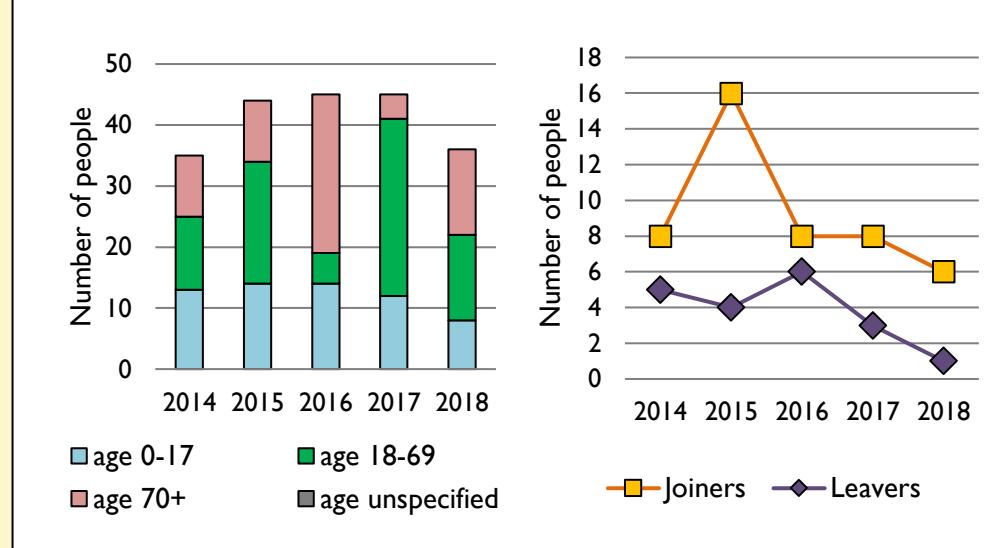 Number of people
50
40
30
20
10
0
2014 2015 2016 2017 2018
age 0-17
age 18-69
age 70+
age unspecified
Number of people
18
16
14
12
10
8
6
4
2
0
2014 2015 2016 2017 2018
Joiners
Leavers